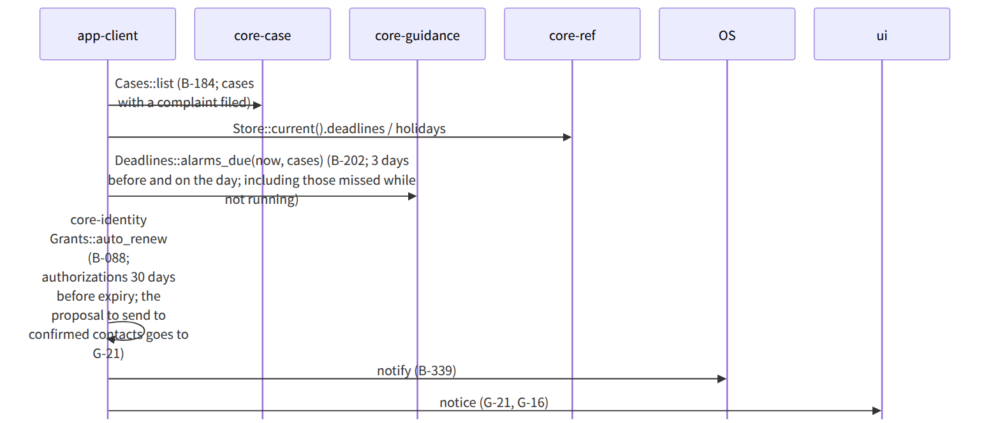 app-client
core-case
core-guidance
core-ref
OS
ui
Cases::list (B-184; cases
with a complaint filed)
Store::current().deadlines / holidays
Deadlines::alarms_due(now, cases) (B-202; 3 days
before and on the day; including those missed while
not running)
core-identity
Grants::auto_renew
(B-088;
authorizations 30 days
before expiry; the
proposal to send to
confirmed contacts goes to
G-21)
notify (B-339)
notice (G-21, G-16)